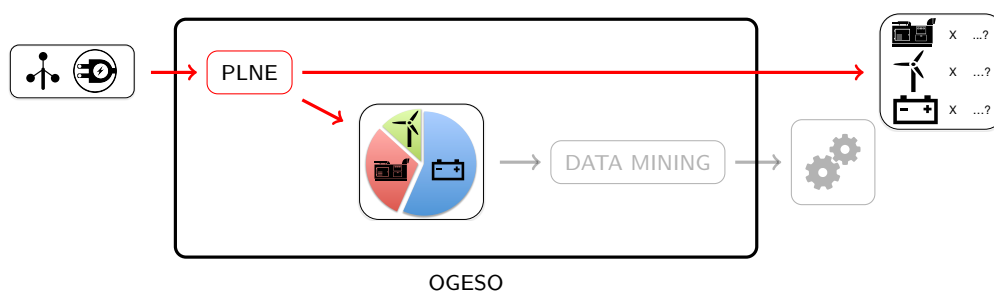 PLNE
X ...?
X ...?
X ...?
DATA MINING
OGESO